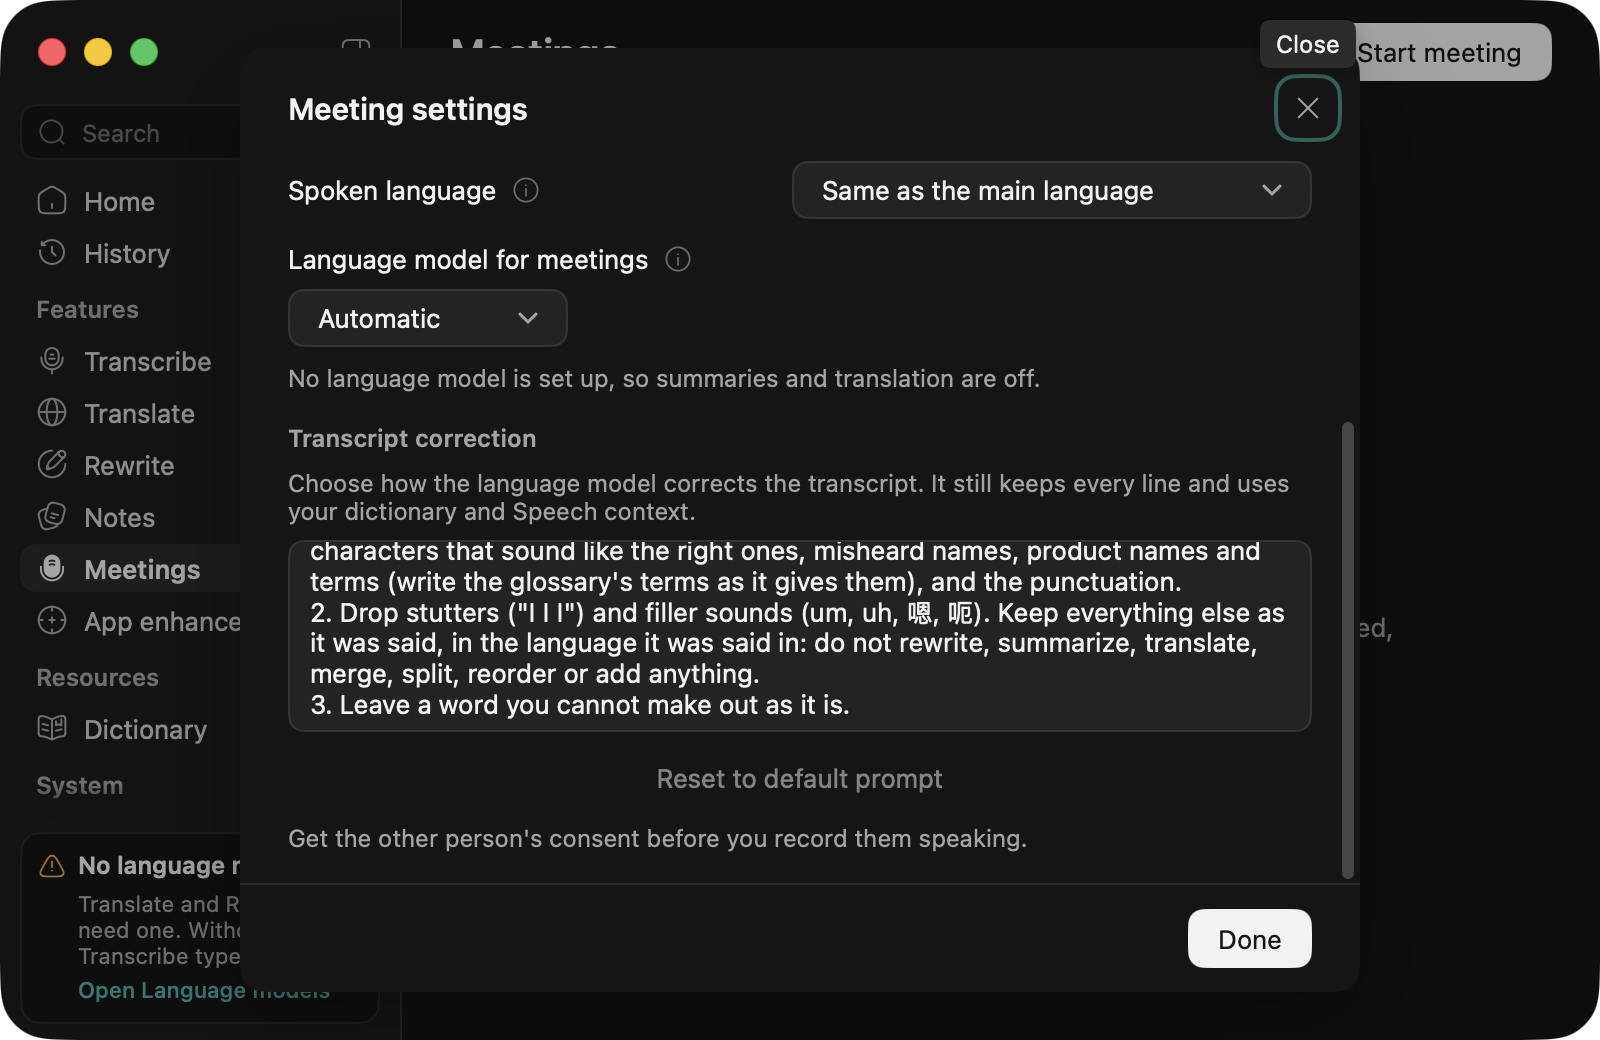 Meetings
Close
Start meeting
Search
Home
History
Features
Transcribe
Translate
Rewrite
Notes
Meetings
App enhance
Resources
Dictionary
System
No language
Translate and R
need one. Witho
Transcribe type
Open Language models
Meeting settings
Spoken language
Same as the main language
Language model for meetings
Automatic
No language model is set up, so summaries and translation are off.
Transcript correction
Choose how the language model corrects the transcript. It still keeps every line and uses
your dictionary and Speech context.
characters that sound like the right ones, misheard names, product names and
terms (write the glossary's terms as it gives them), and the punctuation.
2. Drop stutters ("I I I") and filler sounds (um, uh, 嗯, 呃). Keep everything else as
it was said, in the language it was said in: do not rewrite, summarize, translate,
merge, split, reorder or add anything.
3. Leave a word you cannot make out as it is.
Reset to default prompt
Get the other person's consent before you record them speaking.
Done
ed,